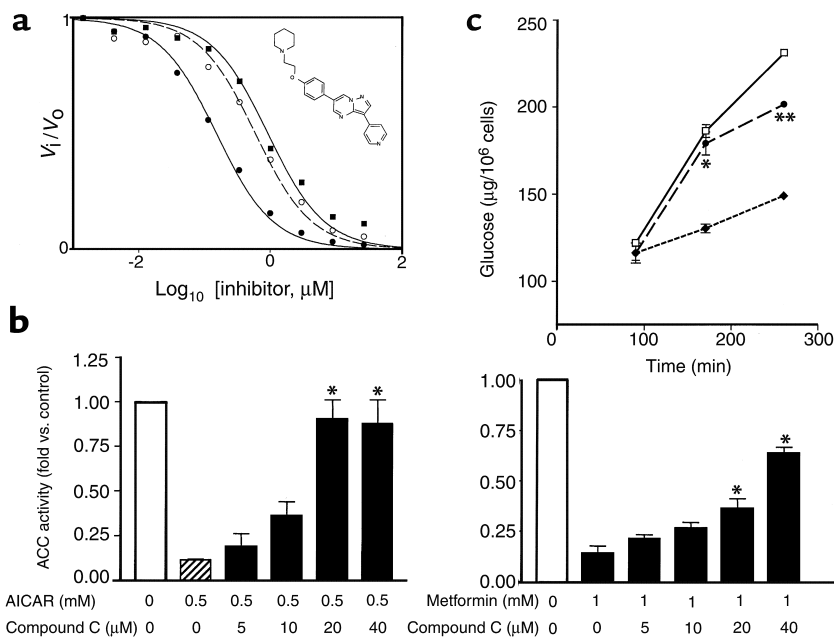 a
1
Vi/Vo
0
-2
0
2
Log10 [inhibitor, μM]
N
O
N
N
N
N
c
250
200
150
100
Glucose (μg/10⁶ cells)
*
**
0
100
200
300
Time (min)
b
1.25
1.00
0.75
0.50
0.25
0.00
ACC activity (fold vs. control)
* *
AICAR (mM) 0 0.5 0.5 0.5 0.5 0.5
Compound C (μM) 0 0 5 10 20 40
1.00
0.75
0.50
0.25
0.00
*
*
Metformin (mM) 0 1 1 1 1 1
Compound C (μM) 0 0 5 10 20 40